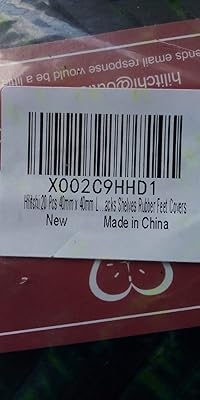 ends email response would be a little
hiitchi@
X002C9HHD1
Hilitchi 20 Pcs 40mm x 40mm L...acks Shelves Rubber Feet Covers
New Made in China